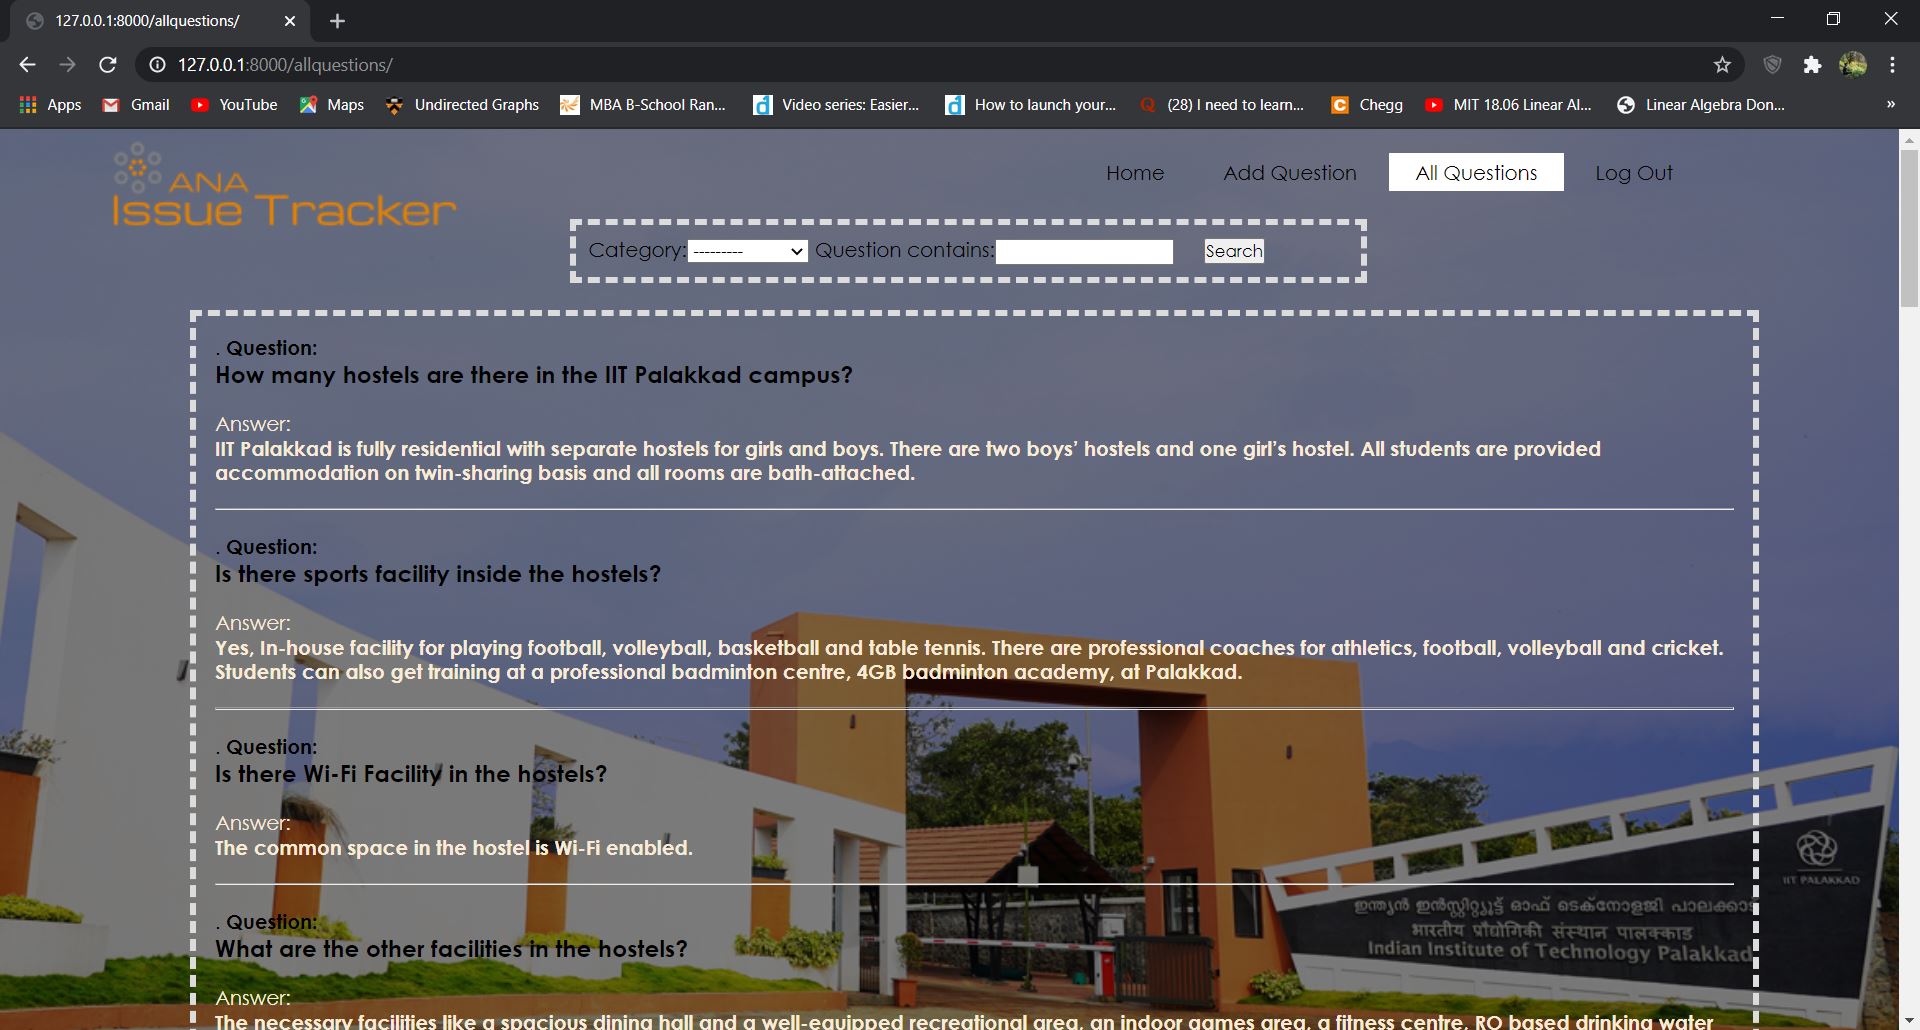 127.0.0.1:8000/allquestions/
127.0.0.1:8000/allquestions/
Apps Gmail YouTube Maps Undirected Graphs MBA B-School Ran... Video series: Easier... How to launch your... (28) I need to learn... Chegg MIT 18.06 Linear Al... Linear Algebra Don... »
ANA
Issue Tracker
Home Add Question All Questions Log Out
Category: --------- Question contains: Search
. Question:
How many hostels are there in the IIT Palakkad campus?
Answer:
IIT Palakkad is fully residential with separate hostels for girls and boys. There are two boys’ hostels and one girl’s hostel. All students are provided
accommodation on twin-sharing basis and all rooms are bath-attached.
. Question:
Is there sports facility inside the hostels?
Answer:
Yes, In-house facility for playing football, volleyball, basketball and table tennis. There are professional coaches for athletics, football, volleyball and cricket.
Students can also get training at a professional badminton centre, 4GB badminton academy, at Palakkad.
. Question:
Is there Wi-Fi Facility in the hostels?
Answer:
The common space in the hostel is Wi-Fi enabled.
IIT PALAKKAD
ഇന്ത്യൻ ഇൻസ്റ്റിറ്റ്യൂട്ട് ഓഫ് ടെക്നോളജി പാലക്കാട്
भारतीय प्रौद्योगिकी संस्थान पालक्काड
Indian Institute of Technology Palakkad
. Question:
What are the other facilities in the hostels?
Answer:
The necessary facilities like a spacious dining hall and a well-equipped recreational area, an indoor games area, a fitness centre, RO based drinking water